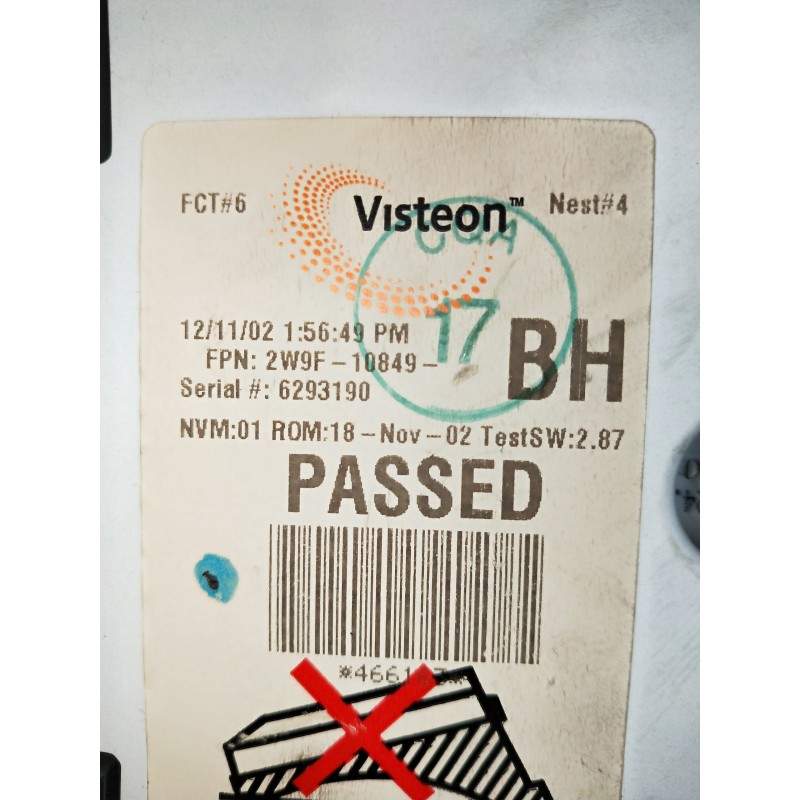 FCT#6 Visteon™ Nest#4
UGA
17
12/11/02 1:56:49 PM
FPN: 2W9F-10849- BH
Serial #: 6293190
NVM:01 ROM:18-Nov-02 TestSW:2.87
PASSED